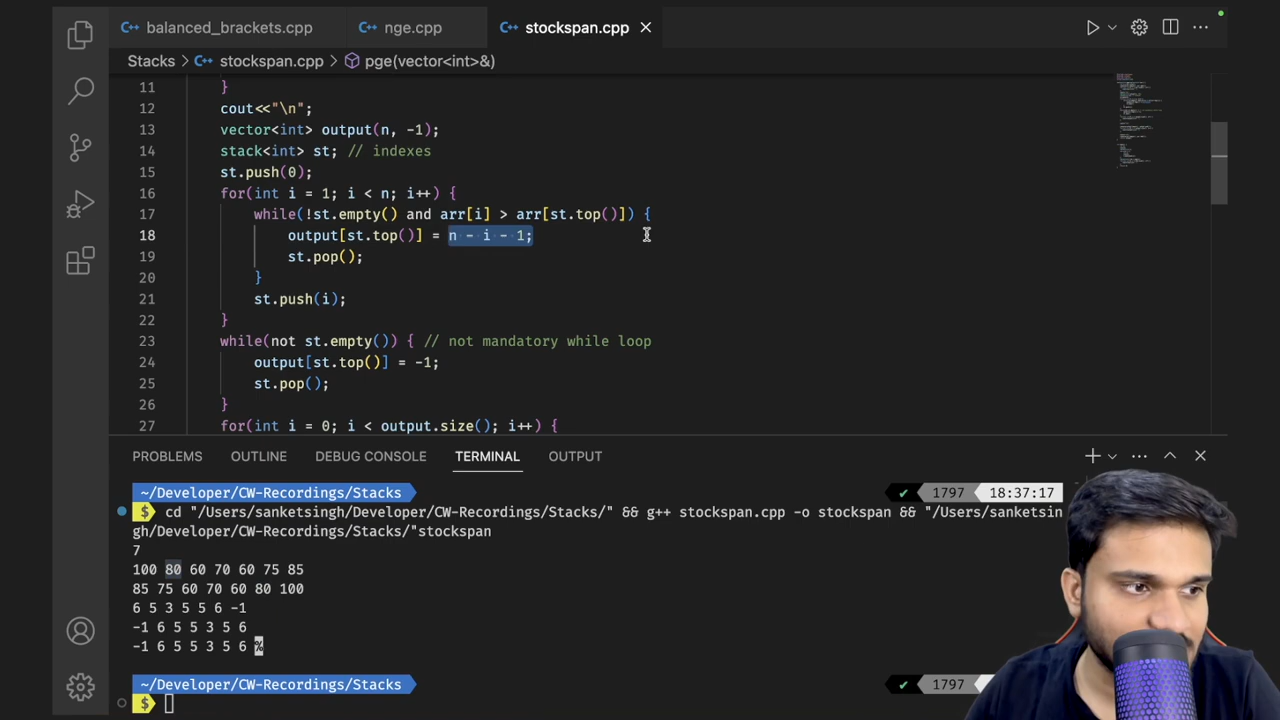 balanced_brackets.cpp nge.cpp stockspan.cpp
Stacks > stockspan.cpp > pge(vector<int>&)
11 }
12 cout<<"\n";
13 vector<int> output(n, -1);
14 stack<int> st; // indexes
15 st.push(0);
16 for(int i = 1; i < n; i++) {
17 while(!st.empty() and arr[i] > arr[st.top()]) {
18 output[st.top()] = n - i - 1;
19 st.pop();
20 }
21 st.push(i);
22 }
23 while(not st.empty()) { // not mandatory while loop
24 output[st.top()] = -1;
25 st.pop();
26 }
27 for(int i = 0; i < output.size(); i++) {
PROBLEMS OUTLINE DEBUG CONSOLE TERMINAL OUTPUT
~/Developer/CW-Recordings/Stacks ✔ 1797 18:37:17
$ cd "/Users/sanketsingh/Developer/CW-Recordings/Stacks/" && g++ stockspan.cpp -o stockspan && "/Users/sanketsin
gh/Developer/CW-Recordings/Stacks/"stockspan
7
100 80 60 70 60 75 85
85 75 60 70 60 80 100
6 5 3 5 5 6 -1
-1 6 5 5 3 5 6
-1 6 5 5 3 5 6 %
~/Developer/CW-Recordings/Stacks ✔ 1797
$